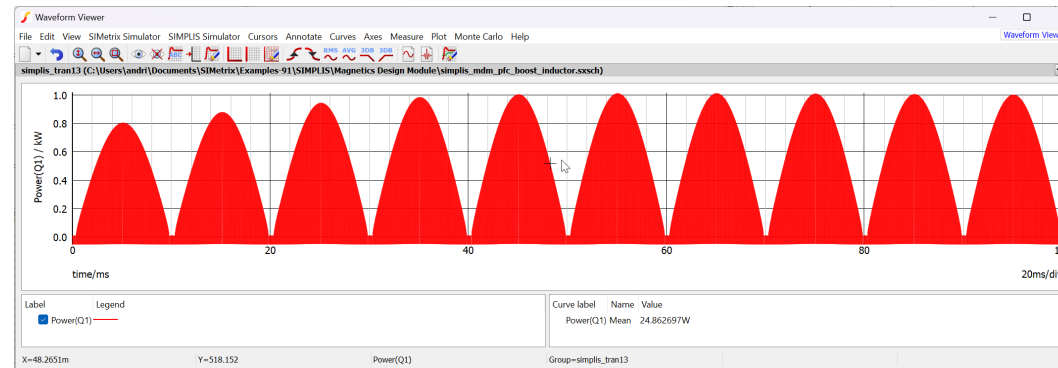 Waveform Viewer
File Edit View SIMetrix Simulator SIMPLIS Simulator Cursors Annotate Curves Axes Measure Plot Monte Carlo Help
Waveform View
ABC RMS AVG 3DB 3DB
simplis_tran13 (C:\Users\andri\Documents\SIMetrix\Examples-91\SIMPLIS\Magnetics Design Module\simplis_mdm_pfc_boost_inductor.sxsch)
Power(Q1) / kW
1.0
0.8
0.6
0.4
0.2
0.0
0 20 40 60 80 1
time/ms
20ms/di
Label Legend
Power(Q1)
Curve label Name Value
Power(Q1) Mean 24.862697W
X=48.2651m Y=518.152 Power(Q1) Group=simplis_tran13